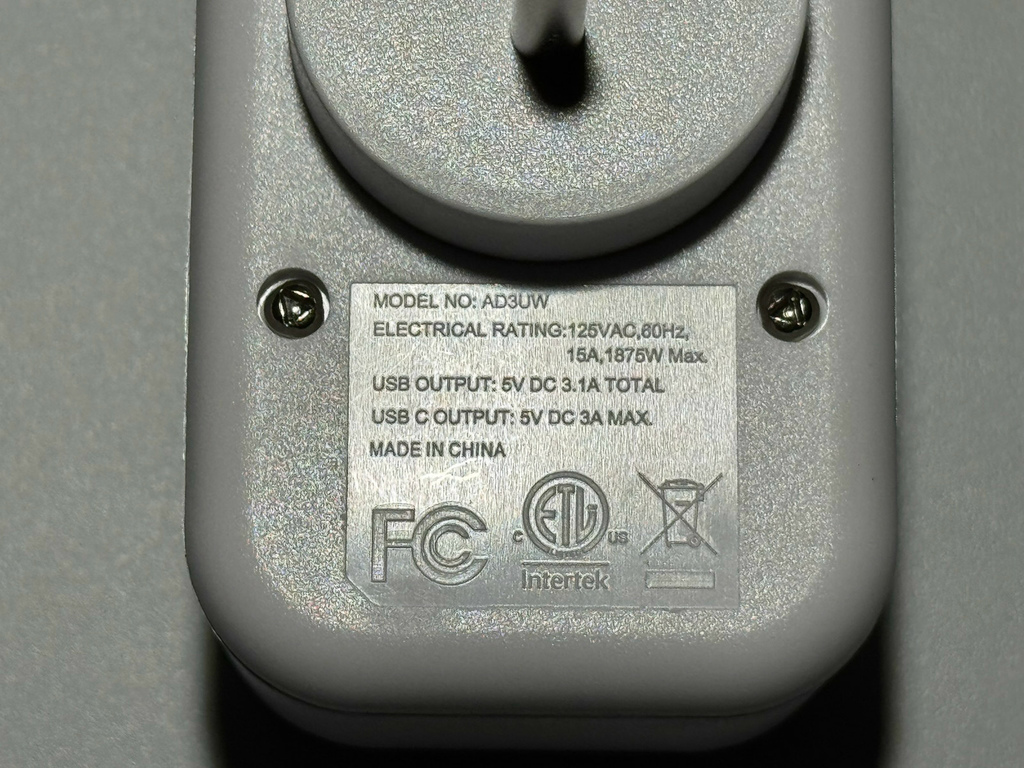 MODEL NO: AD3UW
ELECTRICAL RATING:125VAC,60Hz,
15A,1875W Max.
USB OUTPUT: 5V DC 3.1A TOTAL
USB C OUTPUT: 5V DC 3A MAX.
MADE IN CHINA
FC
C ETL US
Intertek